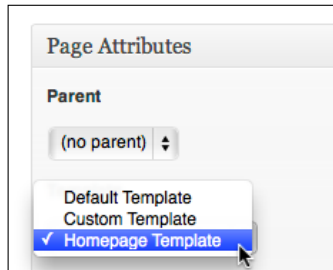 Page Attributes
Parent
(no parent)
Default Template
Custom Template
✓ Homepage Template